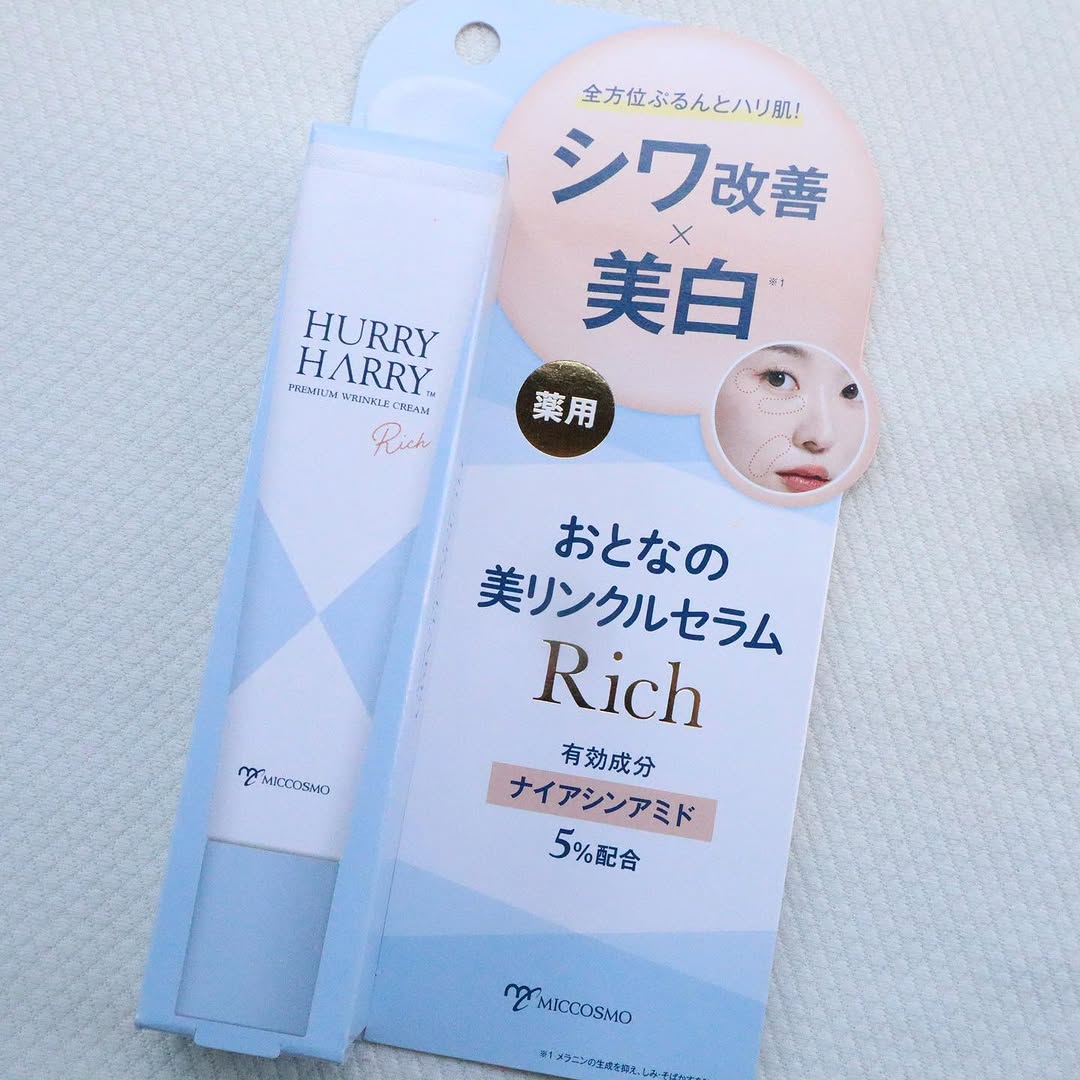 HURRY
HARRY™
PREMIUM WRINKLE CREAM
Rich
MICCOSMO
全方位ぷるんとハリ肌!
シワ改善
×
美白※1
薬用
おとなの
美リンクルセラム
Rich
有効成分
ナイアシンアミド
5%配合
MICCOSMO
※1 メラニンの生成を抑え、しみ・そばかすを